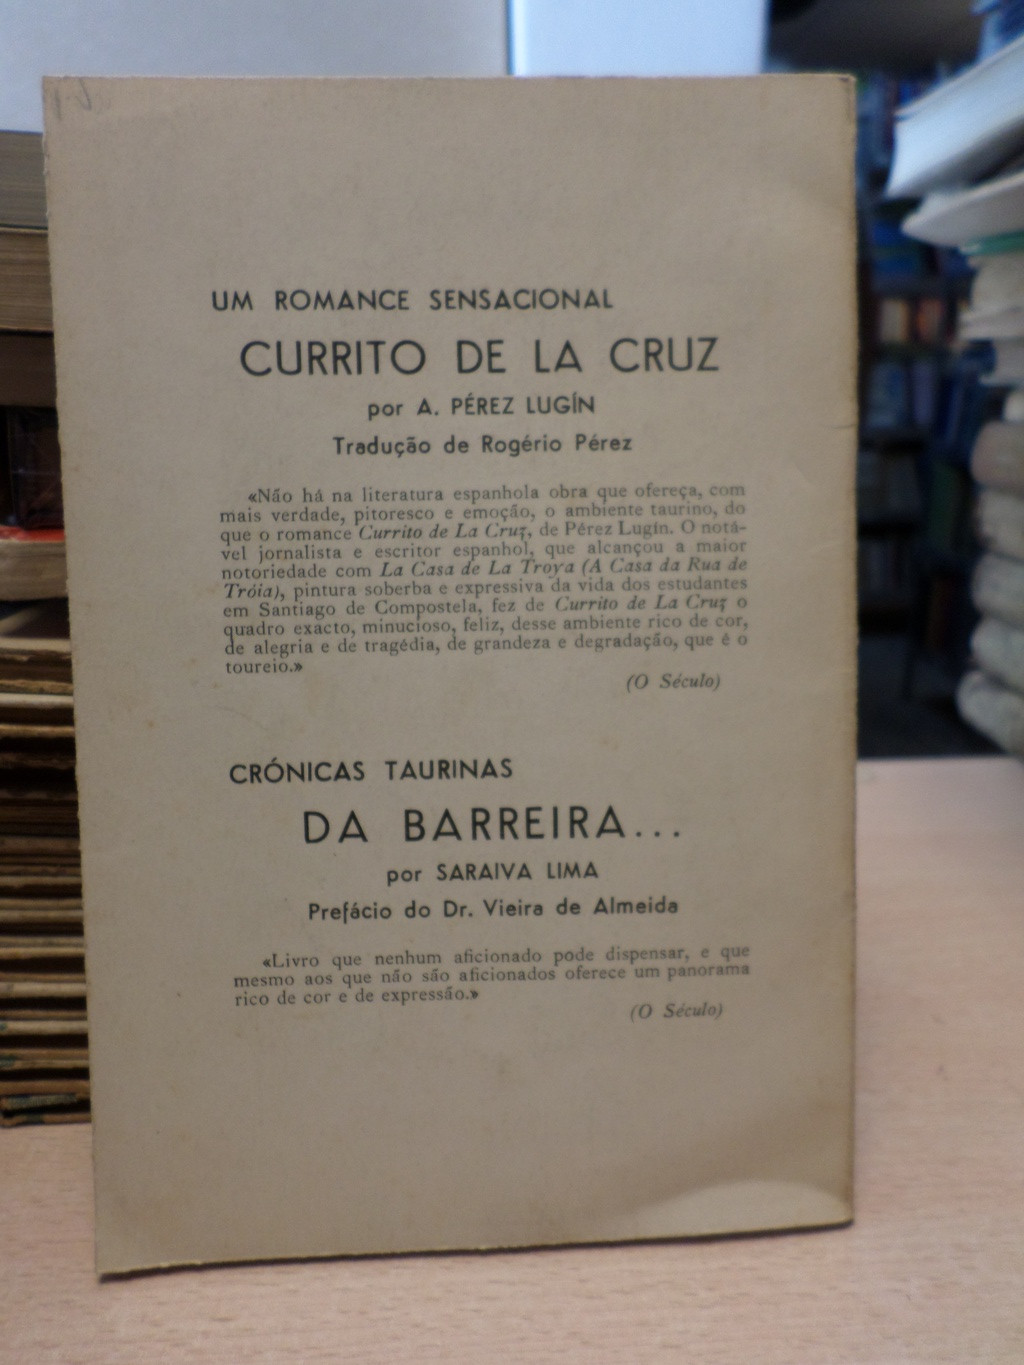 UM ROMANCE SENSACIONAL
CURRITO DE LA CRUZ
por A. PÉREZ LUGÍN
Tradução de Rogério Pérez
«Não há na literatura espanhola obra que ofereça, com
mais verdade, pitoresco e emoção, o ambiente taurino, do
que o romance Currito de La Cruz, de Pérez Lugín. O notá-
vel jornalista e escritor espanhol, que alcançou a maior
notoriedade com La Casa de La Troya (A Casa da Rua de
Tróia), pintura soberba e expressiva da vida dos estudantes
em Santiago de Compostela, fez de Currito de La Cruz o
quadro exacto, minucioso, feliz, desse ambiente rico de cor,
de alegria e de tragédia, de grandeza e degradação, que é o
toureio.»
(O Século)
CRÓNICAS TAURINAS
DA BARREIRA...
por SARAIVA LIMA
Prefácio do Dr. Vieira de Almeida
«Livro que nenhum aficionado pode dispensar, e que
mesmo aos que não são aficionados oferece um panorama
rico de cor e de expressão.»
(O Século)